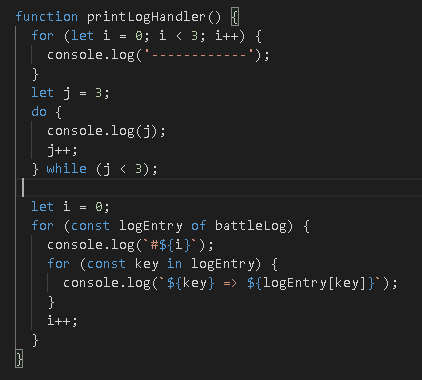 function printLogHandler() {
  for (let i = 0; i < 3; i++) {
    console.log('------------');
  }
  let j = 3;
  do {
    console.log(j);
    j++;
  } while (j < 3);

  let i = 0;
  for (const logEntry of battleLog) {
    console.log(`#${i}`);
    for (const key in logEntry) {
      console.log(`${key} => ${logEntry[key]}`);
    }
    i++;
  }
}